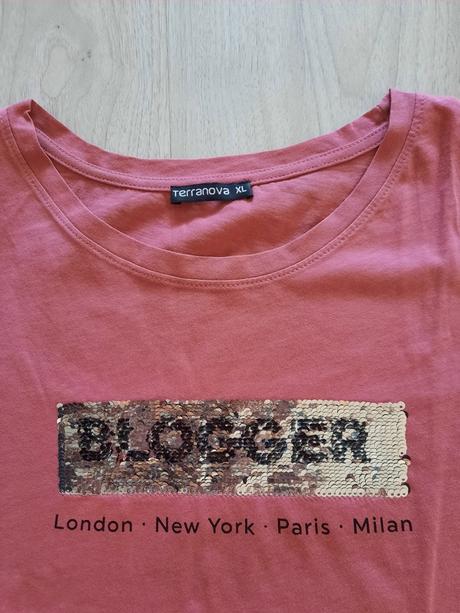 Terranova XL
BLOGGER
London · New York · Paris · Milan